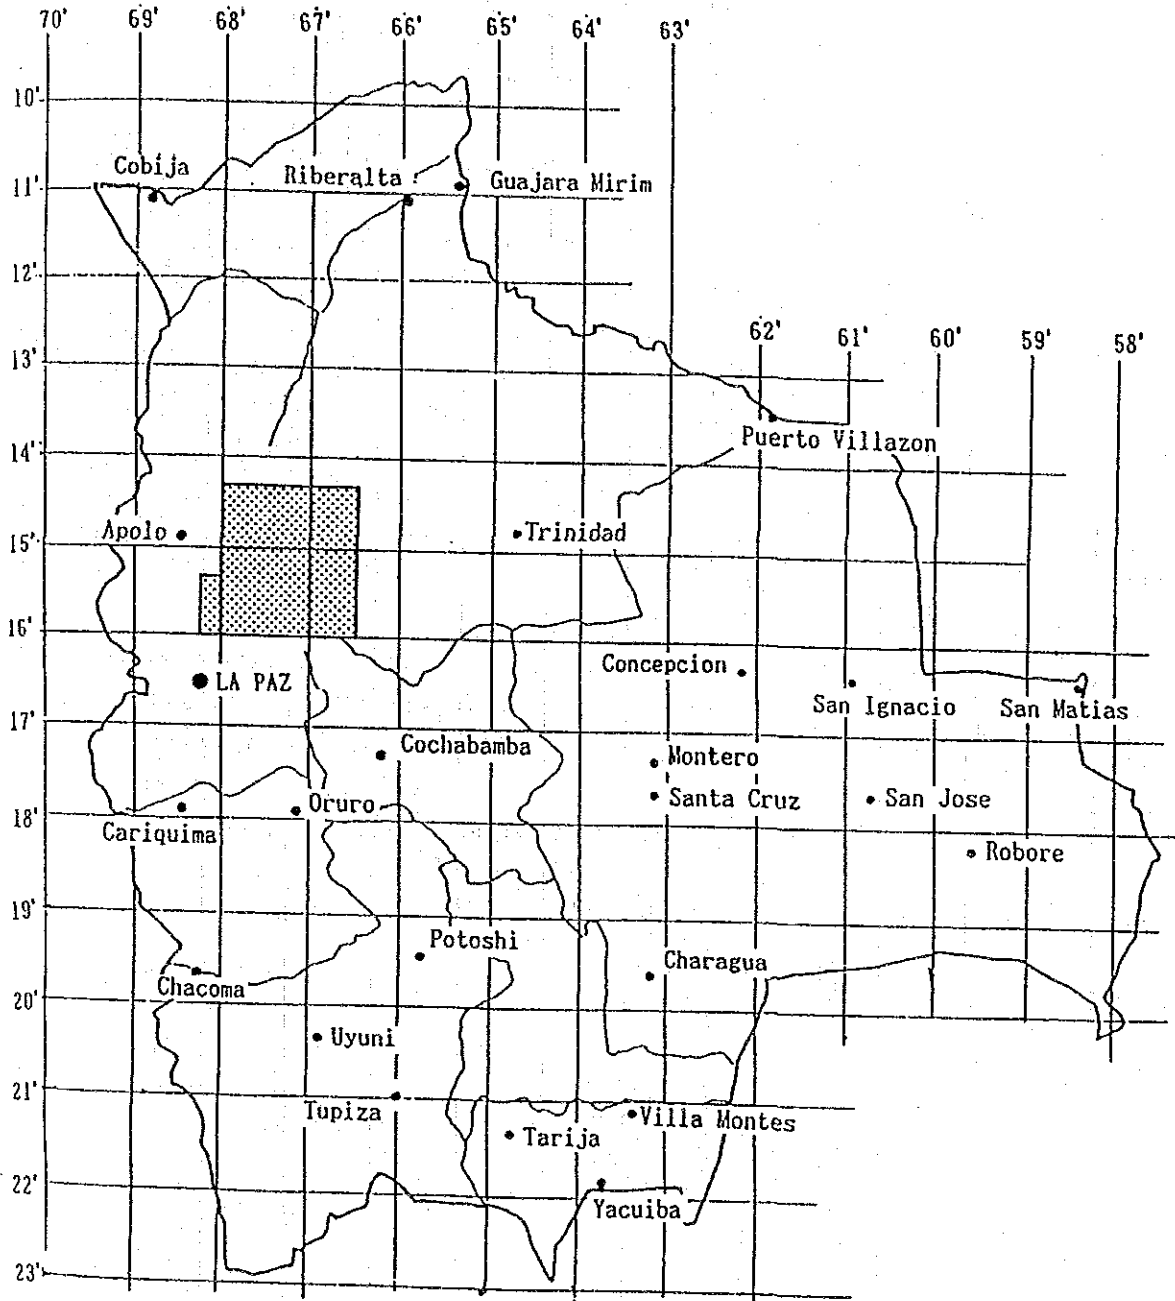 70' 69' 68' 67' 66' 65' 64' 63'
10'
Cobija
Riberalta
Guajara Mirim
11'
12'
62' 61' 60' 59' 58'
13'
Puerto Villazon
14'
Apolo
Trinidad
15'
16'
Concepcion
LA PAZ
San Ignacio
San Matias
17'
Cochabamba
Montero
Santa Cruz
San Jose
Oruro
18'
Cariquima
Robore
19'
Potoshi
Charagua
Chacoma
20'
Uyuni
21'
Tupiza
Villa Montes
Tarija
22'
Yacuiba
23'